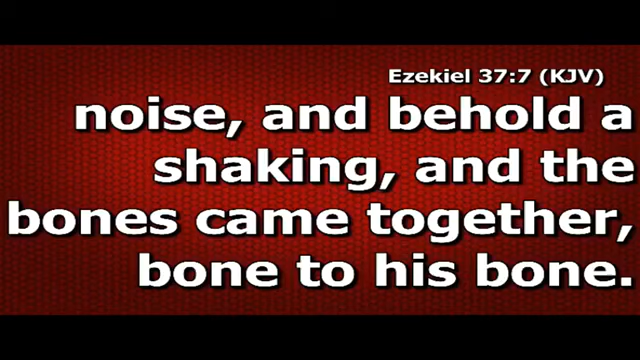 Ezekiel 37:7 (KJV)
noise, and behold a
shaking, and the
bones came together,
bone to his bone.